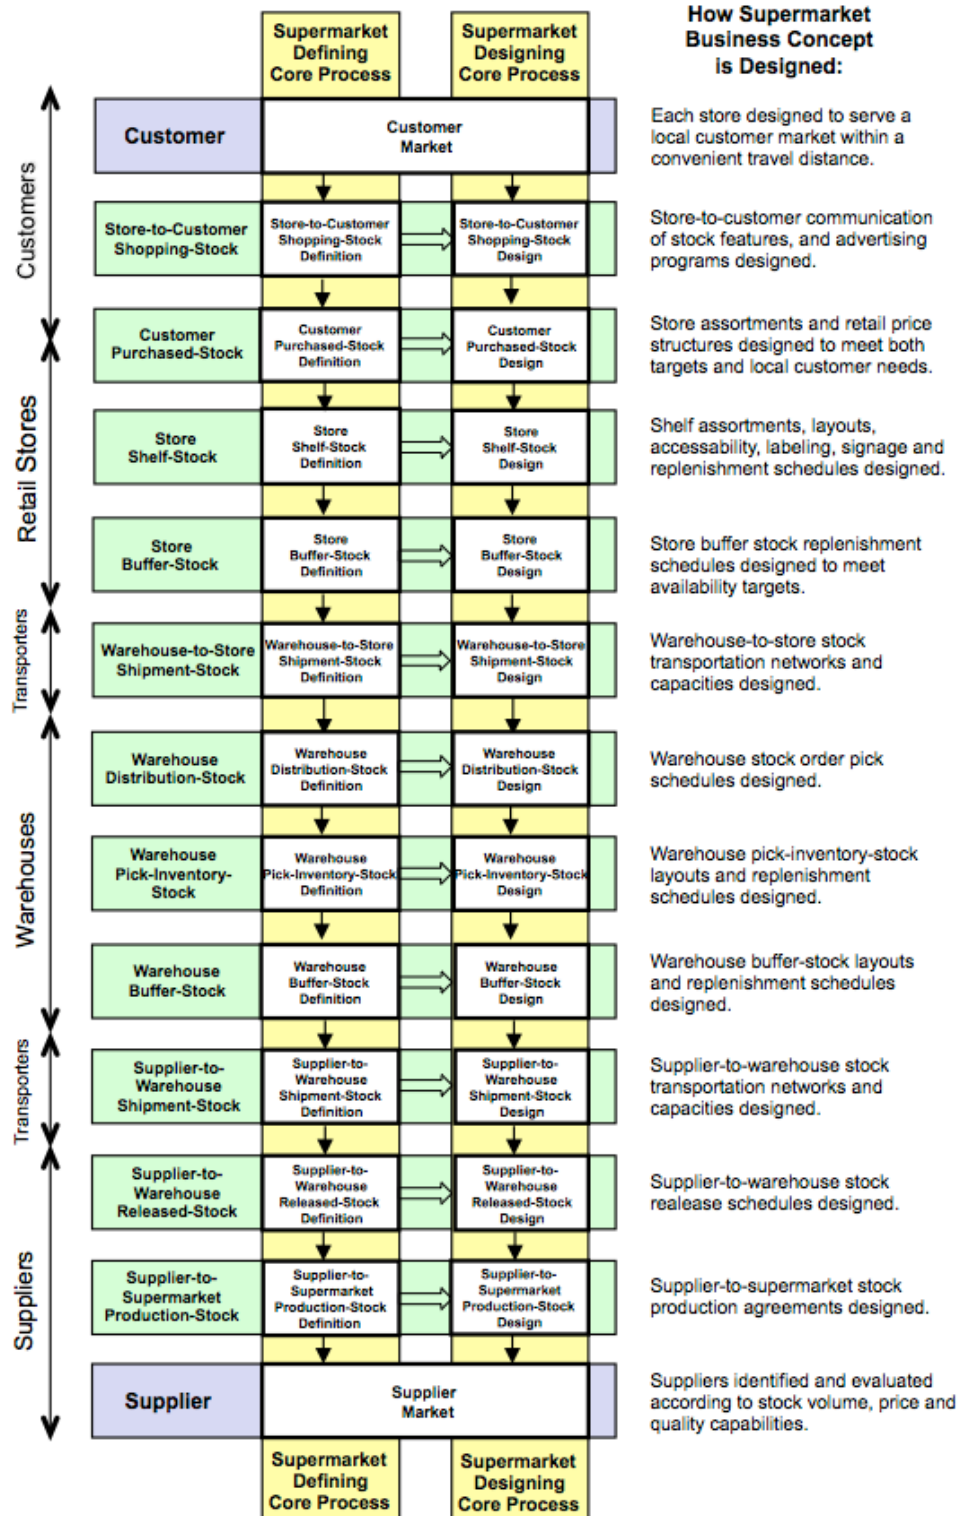 Supermarket
Defining
Core Process
Supermarket
Designing
Core Process
How Supermarket
Business Concept
is Designed:
Customers
Customer
Customer
Market
Each store designed to serve a
local customer market within a
convenient travel distance.
Store-to-Customer
Shopping-Stock
Store-to-Customer
Shopping-Stock
Definition
Store-to-Customer
Shopping-Stock
Design
Store-to-customer communication
of stock features, and advertising
programs designed.
Retail Stores
Customer
Purchased-Stock
Customer
Purchased-Stock
Definition
Customer
Purchased-Stock
Design
Store assortments and retail price
structures designed to meet both
targets and local customer needs.
Store
Shelf-Stock
Store
Shelf-Stock
Definition
Store
Shelf-Stock
Design
Shelf assortments, layouts,
accessability, labeling, signage and
replenishment schedules designed.
Store
Buffer-Stock
Store
Buffer-Stock
Definition
Store
Buffer-Stock
Design
Store buffer stock replenishment
schedules designed to meet
availability targets.
Transporters
Warehouse-to-Store
Shipment-Stock
Warehouse-to-Store
Shipment-Stock
Definition
Warehouse-to-Store
Shipment-Stock
Design
Warehouse-to-store stock
transportation networks and
capacities designed.
Warehouses
Warehouse
Distribution-Stock
Warehouse
Distribution-Stock
Definition
Warehouse
Distribution-Stock
Design
Warehouse stock order pick
schedules designed.
Warehouse
Pick-Inventory-
Stock
Warehouse
Pick-Inventory-Stock
Definition
Warehouse
Pick-Inventory-Stock
Design
Warehouse pick-inventory-stock
layouts and replenishment
schedules designed.
Warehouse
Buffer-Stock
Warehouse
Buffer-Stock
Definition
Warehouse
Buffer-Stock
Design
Warehouse buffer-stock layouts
and replenishment schedules
designed.
Transporters
Supplier-to-
Warehouse
Shipment-Stock
Supplier-to-
Warehouse
Shipment-Stock
Definition
Supplier-to-
Warehouse
Shipment-Stock
Design
Supplier-to-warehouse stock
transportation networks and
capacities designed.
Suppliers
Supplier-to-
Warehouse
Released-Stock
Supplier-to-
Warehouse
Released-Stock
Definition
Supplier-to-
Warehouse
Released-Stock
Design
Supplier-to-warehouse stock
realease schedules designed.
Supplier-to-
Supermarket
Production-Stock
Supplier-to-
Supermarket
Production-Stock
Definition
Supplier-to-
Supermarket
Production-Stock
Design
Supplier-to-supermarket stock
production agreements designed.
Supplier
Supplier
Market
Suppliers identified and evaluated
according to stock volume, price and
quality capabilities.
Supermarket
Defining
Core Process
Supermarket
Designing
Core Process